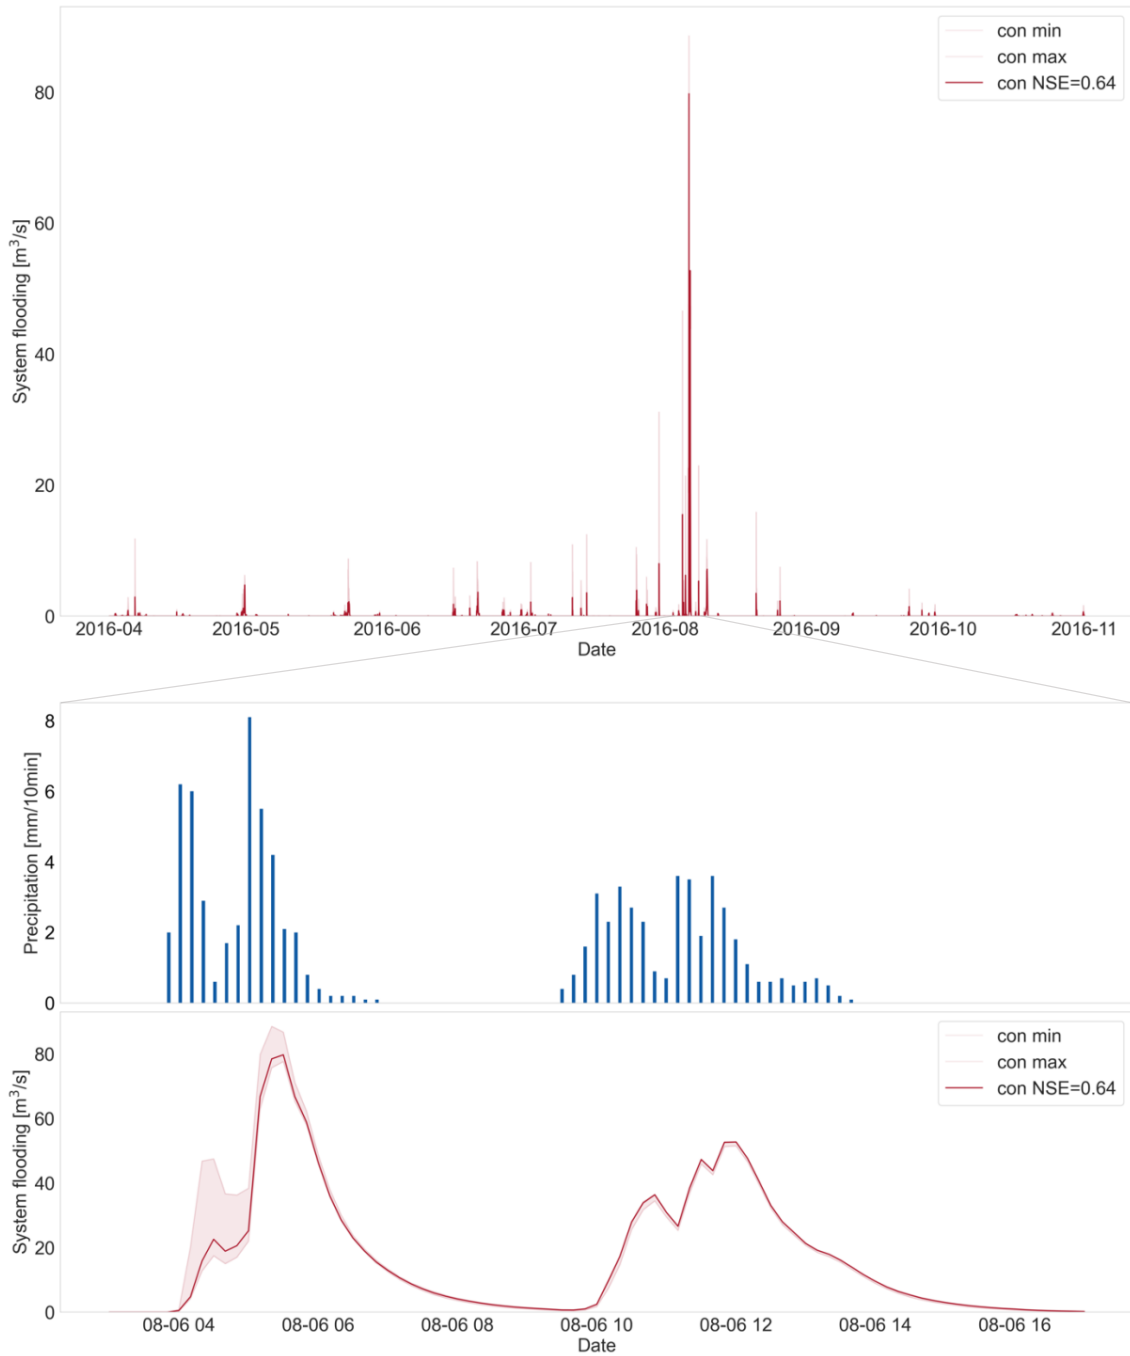 con min
con max
con NSE=0.64
System flooding [m³/s]
80
60
40
20
0
2016-04 2016-05 2016-06 2016-07 2016-08 2016-09 2016-10 2016-11
Date
Precipitation [mm/10min]
8
6
4
2
0
con min
con max
con NSE=0.64
System flooding [m³/s]
80
60
40
20
0
08-06 04 08-06 06 08-06 08 08-06 10 08-06 12 08-06 14 08-06 16
Date